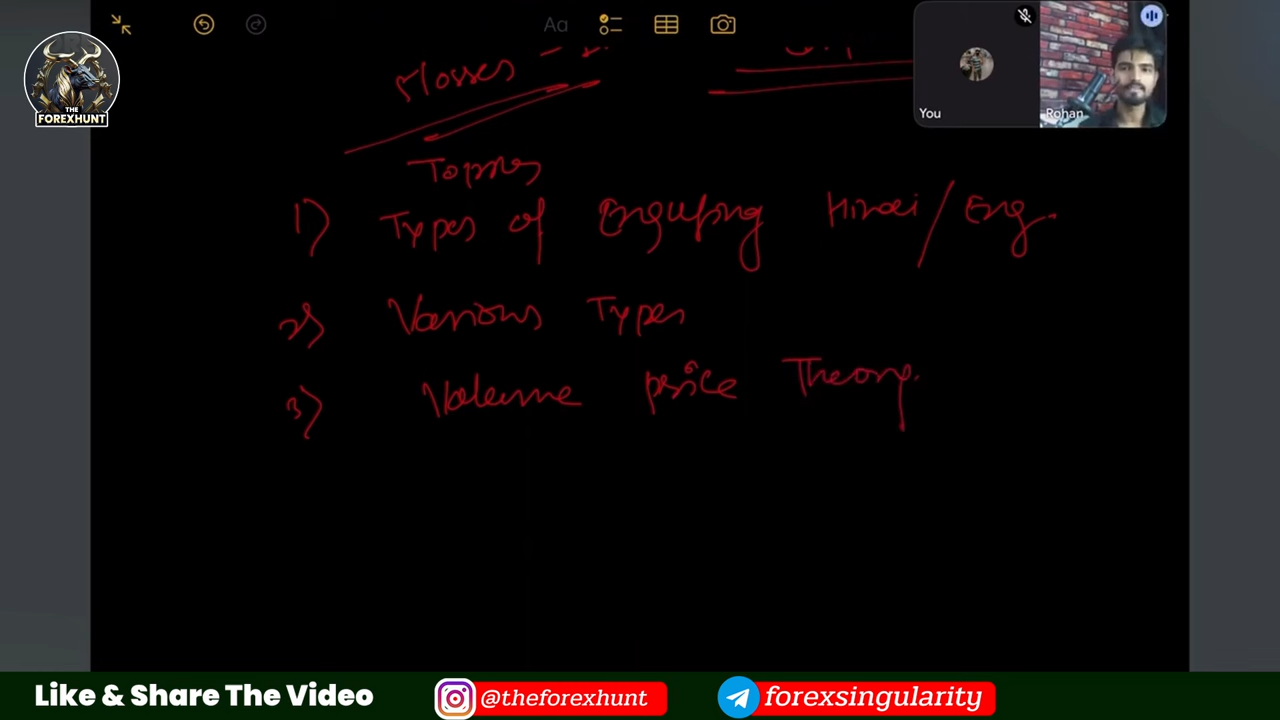 Aa
THE
FOREXHUNT
You
Rohan
Topics
1) Types of Engulfing Hindi/Eng.
2) Various Types
3) Volume price Theory.
Like & Share The Video
@theforexhunt
forexsingularity